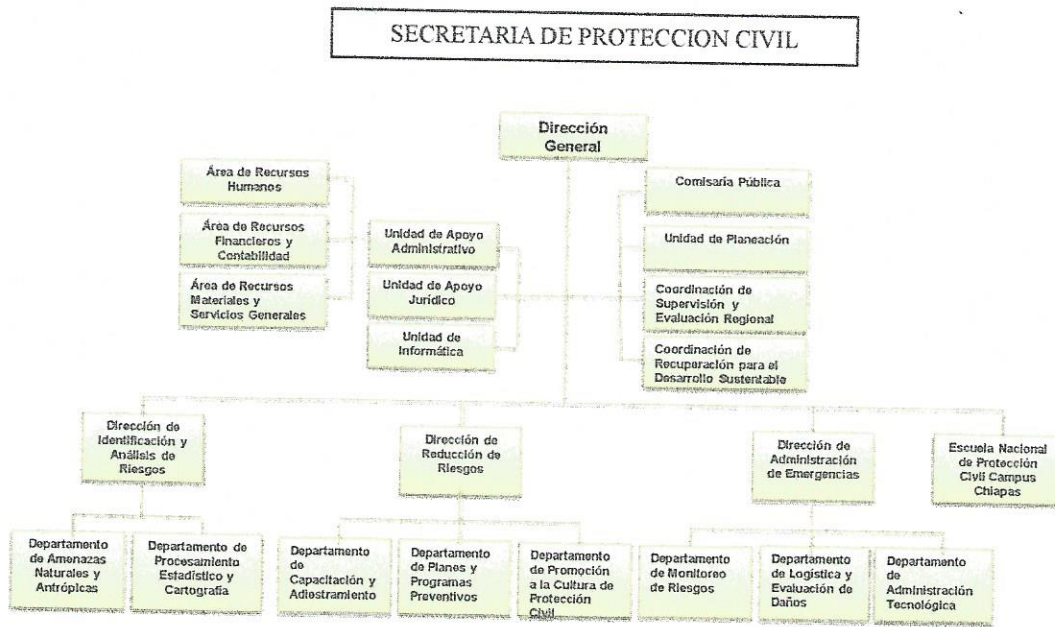 SECRETARIA DE PROTECCION CIVIL
Dirección
General
Área de Recursos
Humanos
Área de Recursos
Financieros y
Contabilidad
Área de Recursos
Materiales y
Servicios Generales
Unidad de Apoyo
Administrativo
Unidad de Apoyo
Jurídico
Unidad de
Informática
Comisaría Pública
Unidad de Planeación
Coordinación de
Supervisión y
Evaluación Regional
Coordinación de
Recuperación para el
Desarrollo Sustentable
Dirección de
Identificación y
Análisis de
Riesgos
Dirección de
Reducción de
Riesgos
Dirección de
Administración
de Emergencias
Escuela Nacional
de Protección
Civil Campus
Chiapas
Departamento
de Amenazas
Naturales y
Antrópicas
Departamento de
Procesamiento
Estadístico y
Cartografía
Departamento
de
Capacitación y
Adiestramiento
Departamento
de Planes y
Programas
Preventivos
Departamento
de Promoción
a la Cultura de
Protección
Civil
Departamento
de Monitoreo
de Riesgos
Departamento
de Logística y
Evaluación de
Daños
Departamento
de
Administración
Tecnológica